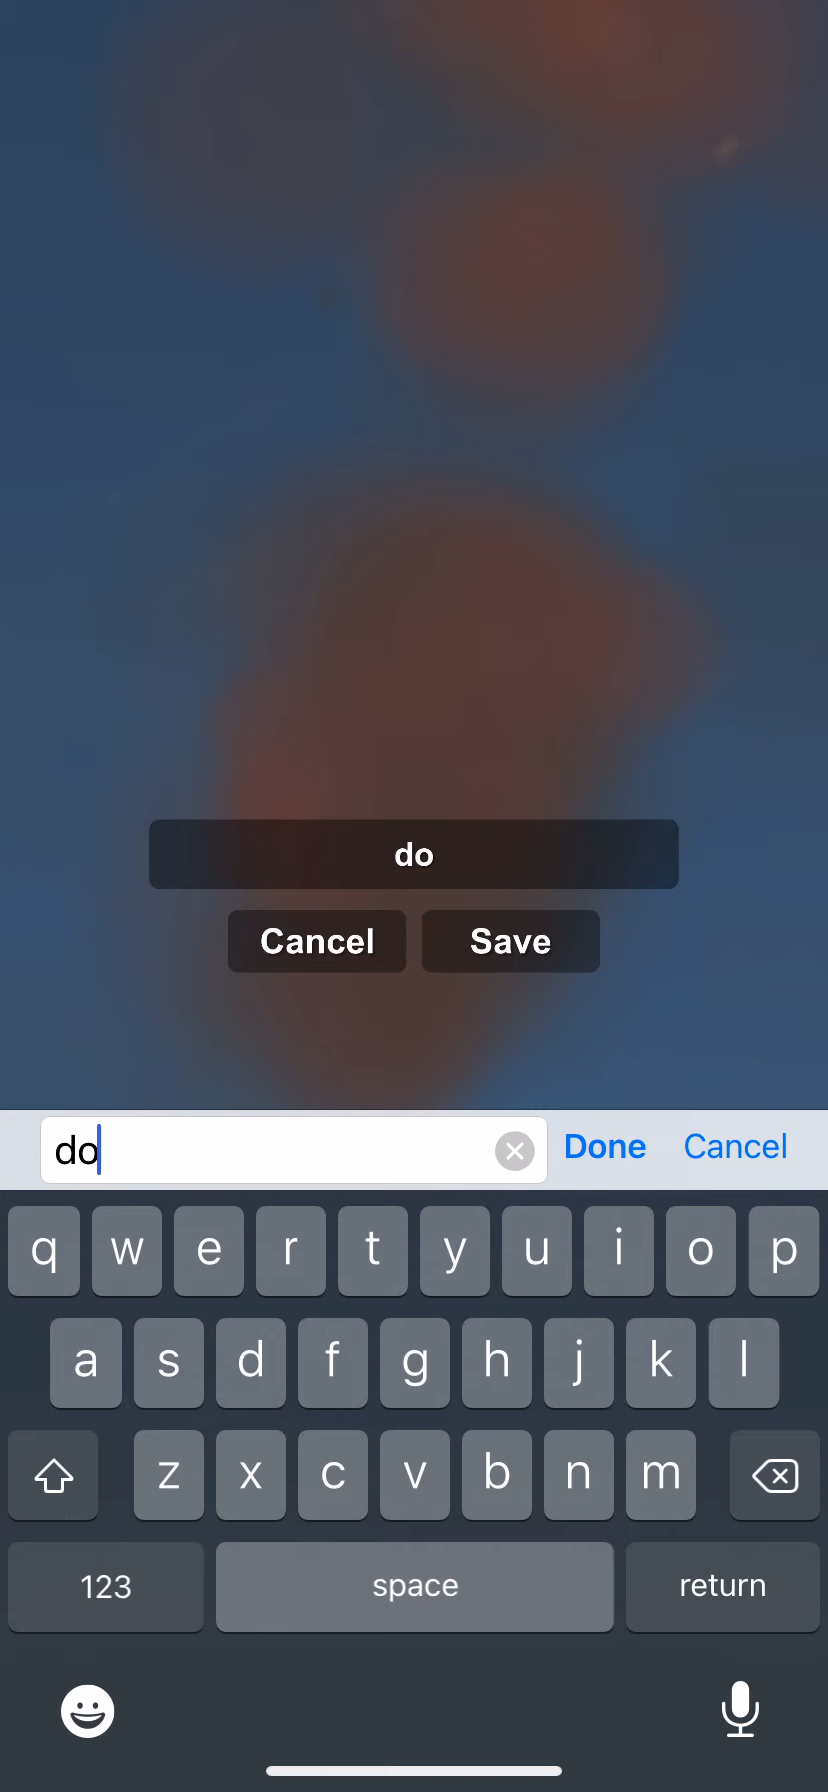 do
Cancel Save
do Done Cancel
q w e r t y u i o p
a s d f g h j k l
z x c v b n m
123 space return